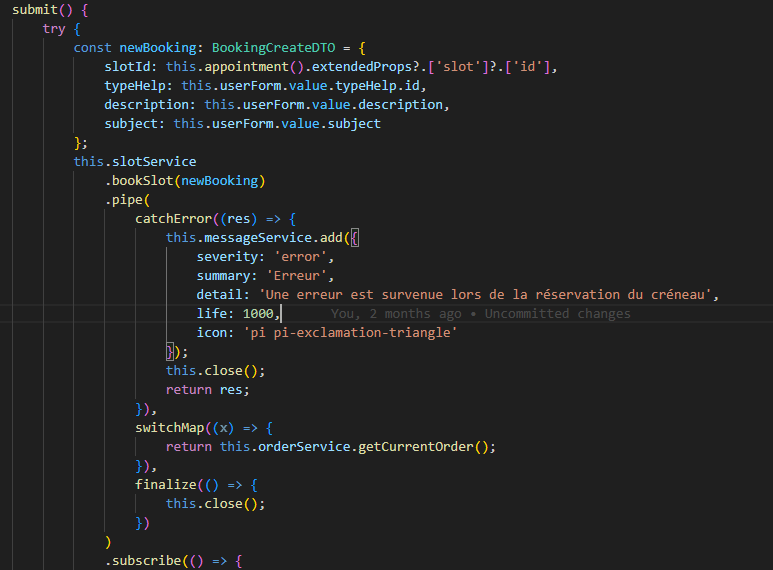 submit() {
try {
const newBooking: BookingCreateDTO = {
slotId: this.appointment().extendedProps?.['slot']?.['id'],
typeHelp: this.userForm.value.typeHelp.id,
description: this.userForm.value.description,
subject: this.userForm.value.subject
};
this.slotService
.bookSlot(newBooking)
.pipe(
catchError((res) => {
this.messageService.add({
severity: 'error',
summary: 'Erreur',
detail: 'Une erreur est survenue lors de la réservation du créneau',
life: 1000, You, 2 months ago • Uncommitted changes
icon: 'pi pi-exclamation-triangle'
});
this.close();
return res;
}),
switchMap((x) => {
return this.orderService.getCurrentOrder();
}),
finalize(() => {
this.close();
})
)
.subscribe(() => {